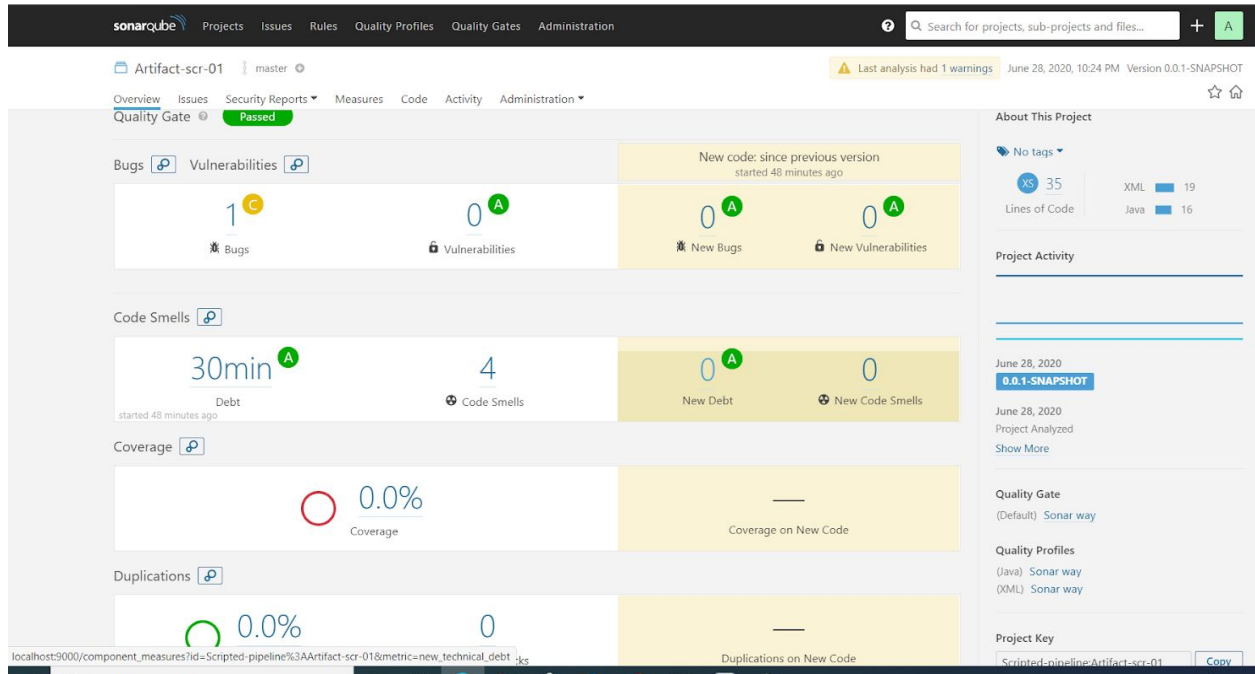 sonarqube Projects Issues Rules Quality Profiles Quality Gates Administration Search for projects, sub-projects and files... A
Artifact-scr-01 master Last analysis had 1 warnings June 28, 2020, 10:24 PM Version 0.0.1-SNAPSHOT
Overview Issues Security Reports Measures Code Activity Administration
Quality Gate Passed
Bugs Vulnerabilities
New code: since previous version
started 48 minutes ago
1 C
Bugs
0 A
Vulnerabilities
0 A
New Bugs
0 A
New Vulnerabilities
Code Smells
30min A
Debt
started 48 minutes ago
4
Code Smells
0 A
New Debt
0
New Code Smells
Coverage
0.0%
Coverage
—
Coverage on New Code
Duplications
0.0%
0
—
Duplications on New Code
localhost:9000/component_measures?id=Scripted-pipeline%3AArtifact-scr-01&metric=new_technical_debt
About This Project
No tags
XS 35
Lines of Code
XML 19
Java 16
Project Activity
June 28, 2020
0.0.1-SNAPSHOT
June 28, 2020
Project Analyzed
Show More
Quality Gate
(Default) Sonar way
Quality Profiles
(Java) Sonar way
(XML) Sonar way
Project Key
Scripted-pipeline:Artifact-scr-01 Copy